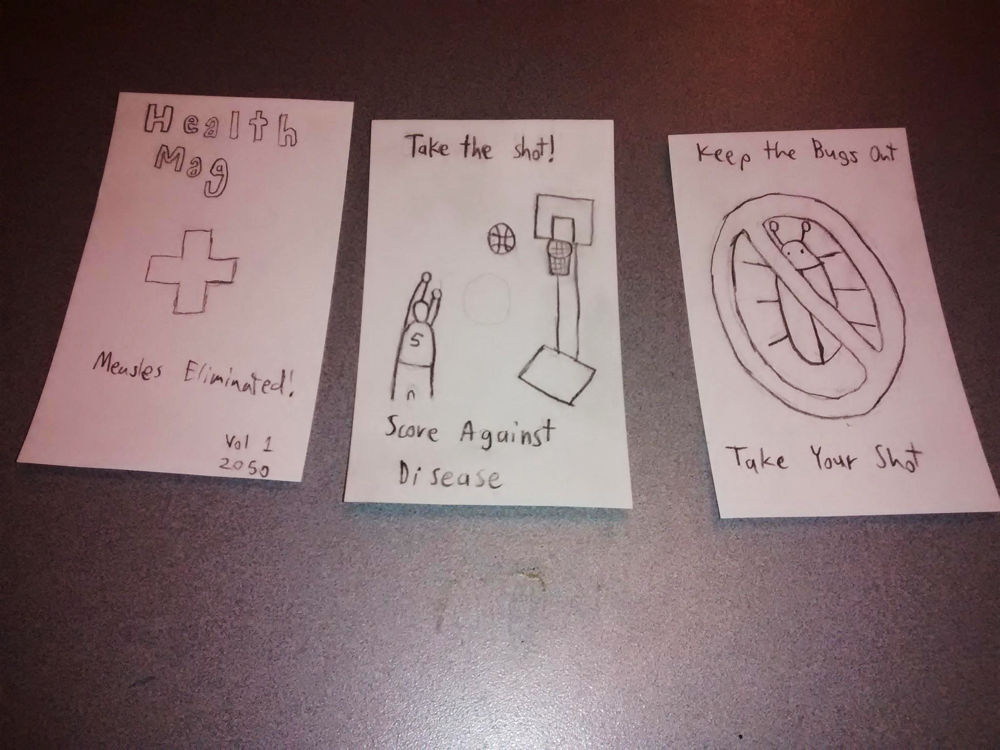 Health
Mag
Measles Eliminated!
Vol 1
2050
Take the shot!
5
Score Against
Disease
Keep the Bugs Out
Take Your Shot